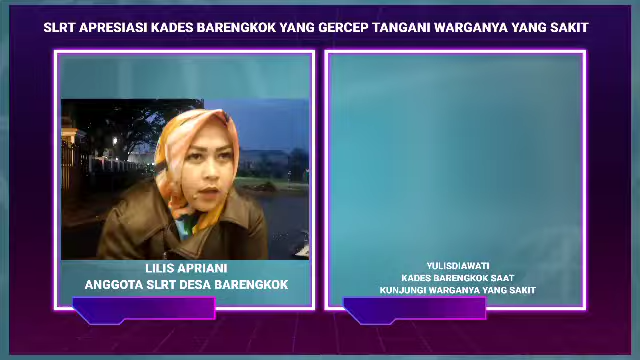 SLRT APRESIASI KADES BARENGKOK YANG GERCEP TANGANI WARGANYA YANG SAKIT
LILIS APRIANI
ANGGOTA SLRT DESA BARENGKOK
YULISDIAWATI
KADES BARENGKOK SAAT
KUNJUNGI WARGANYA YANG SAKIT